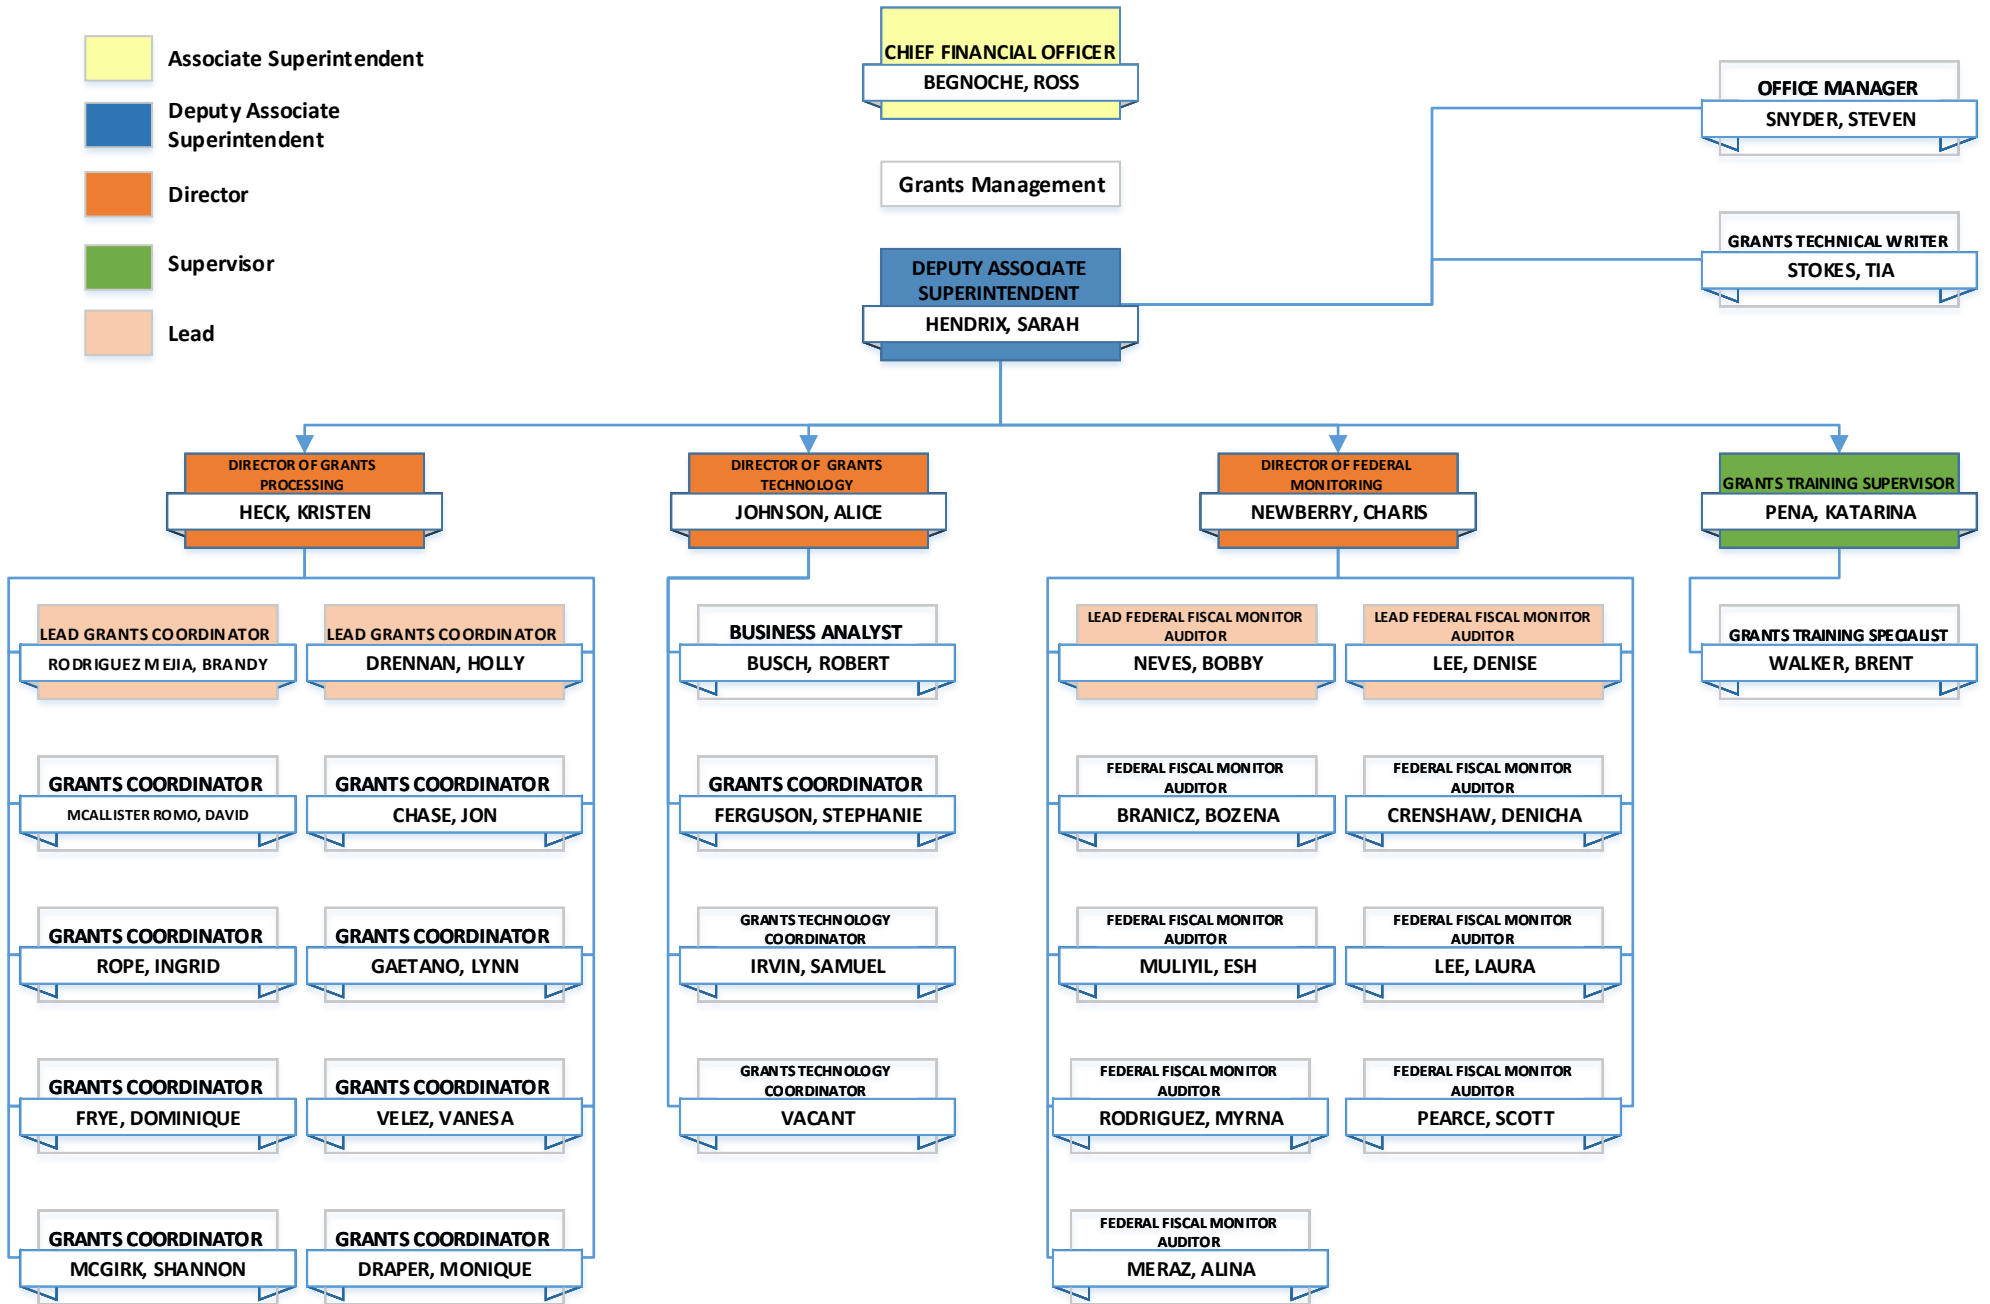 Associate Superintendent
Deputy Associate
Superintendent
Director
Supervisor
Lead
CHIEF FINANCIAL OFFICER
BEGNOCHE, ROSS
Grants Management
DEPUTY ASSOCIATE
SUPERINTENDENT
HENDRIX, SARAH
OFFICE MANAGER
SNYDER, STEVEN
GRANTS TECHNICAL WRITER
STOKES, TIA
DIRECTOR OF GRANTS
PROCESSING
HECK, KRISTEN
DIRECTOR OF GRANTS
TECHNOLOGY
JOHNSON, ALICE
DIRECTOR OF FEDERAL
MONITORING
NEWBERRY, CHARIS
GRANTS TRAINING SUPERVISOR
PENA, KATARINA
LEAD GRANTS COORDINATOR
RODRIGUEZ MEJIA, BRANDY
LEAD GRANTS COORDINATOR
DRENNAN, HOLLY
BUSINESS ANALYST
BUSCH, ROBERT
LEAD FEDERAL FISCAL MONITOR
AUDITOR
NEVES, BOBBY
LEAD FEDERAL FISCAL MONITOR
AUDITOR
LEE, DENISE
GRANTS TRAINING SPECIALIST
WALKER, BRENT
GRANTS COORDINATOR
MCALLISTER ROMO, DAVID
GRANTS COORDINATOR
CHASE, JON
GRANTS COORDINATOR
FERGUSON, STEPHANIE
FEDERAL FISCAL MONITOR
AUDITOR
BRANICZ, BOZENA
FEDERAL FISCAL MONITOR
AUDITOR
CRENSHAW, DENICHA
GRANTS COORDINATOR
ROPE, INGRID
GRANTS COORDINATOR
GAETANO, LYNN
GRANTS TECHNOLOGY
COORDINATOR
IRVIN, SAMUEL
FEDERAL FISCAL MONITOR
AUDITOR
MULIYIL, ESH
FEDERAL FISCAL MONITOR
AUDITOR
LEE, LAURA
GRANTS COORDINATOR
FRYE, DOMINIQUE
GRANTS COORDINATOR
VELEZ, VANESA
GRANTS TECHNOLOGY
COORDINATOR
VACANT
FEDERAL FISCAL MONITOR
AUDITOR
RODRIGUEZ, MYRNA
FEDERAL FISCAL MONITOR
AUDITOR
PEARCE, SCOTT
GRANTS COORDINATOR
MCGIRK, SHANNON
GRANTS COORDINATOR
DRAPER, MONIQUE
FEDERAL FISCAL MONITOR
AUDITOR
MERAZ, ALINA